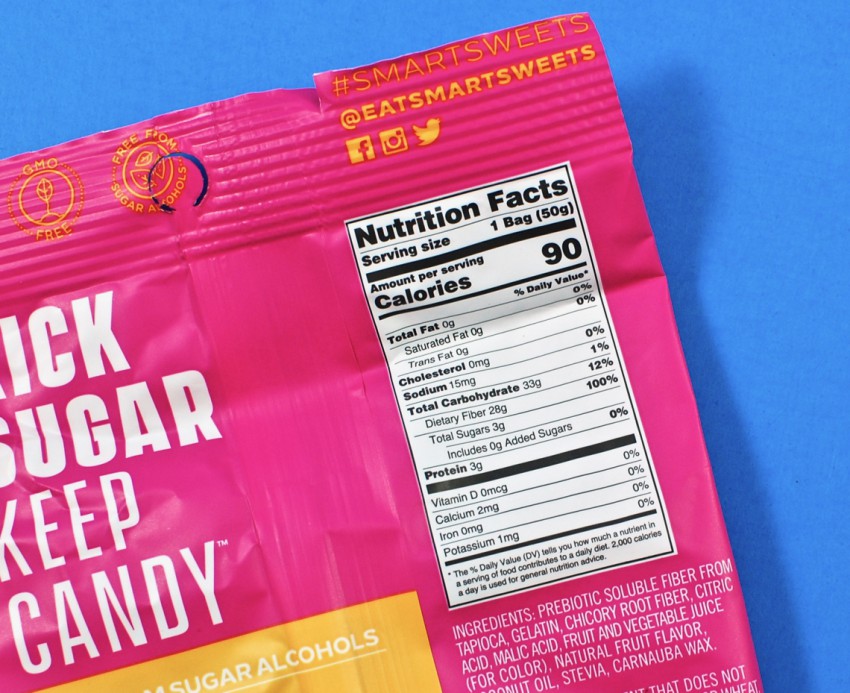 #SMARTSWEETS
@EATSMARTSWEETS
GMO
FREE
FREE FROM
SUGAR ALCOHOLS
SUGAR
KEEP
CANDY™
SUGAR ALCOHOLS
Nutrition Facts
Serving size 1 Bag (50g)
Amount per serving
Calories 90
% Daily Value*
Total Fat 0g 0%
Saturated Fat 0g 0%
Trans Fat 0g
Cholesterol 0mg 0%
Sodium 15mg 1%
Total Carbohydrate 33g 12%
Dietary Fiber 28g 100%
Total Sugars 3g
Includes 0g Added Sugars 0%
Protein 3g
Vitamin D 0mcg 0%
Calcium 2mg 0%
Iron 0mg 0%
Potassium 1mg 0%
* The % Daily Value (DV) tells you how much a nutrient in
a serving of food contributes to a daily diet. 2,000 calories
a day is used for general nutrition advice.
INGREDIENTS: PREBIOTIC SOLUBLE FIBER FROM
TAPIOCA, GELATIN, CHICORY ROOT FIBER, CITRIC
ACID, MALIC ACID, FRUIT AND VEGETABLE JUICE
(FOR COLOR), NATURAL FRUIT FLAVOR,
OIL, STEVIA, CARNAUBA WAX.
THAT DOES NOT
WHEAT